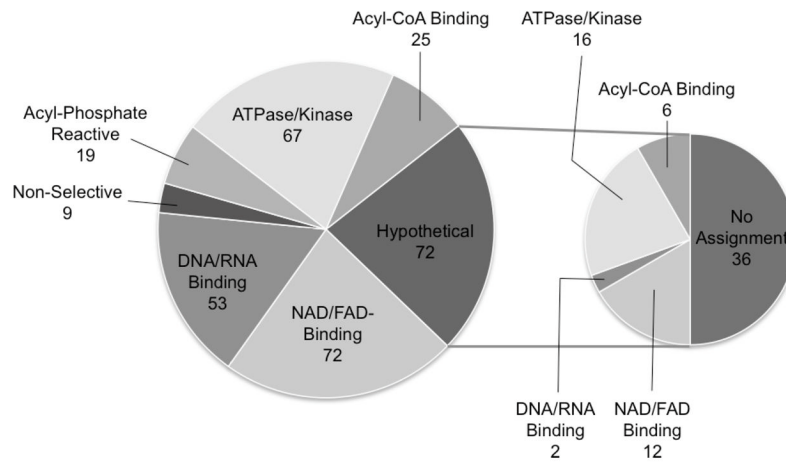 Acyl-CoA Binding
25
ATPase/Kinase
16
Acyl-CoA Binding
6
ATPase/Kinase
67
Acyl-Phosphate
Reactive
19
Non-Selective
9
Hypothetical
72
No
Assignment
36
DNA/RNA
Binding
53
NAD/FAD-
Binding
72
DNA/RNA
Binding
2
NAD/FAD
Binding
12